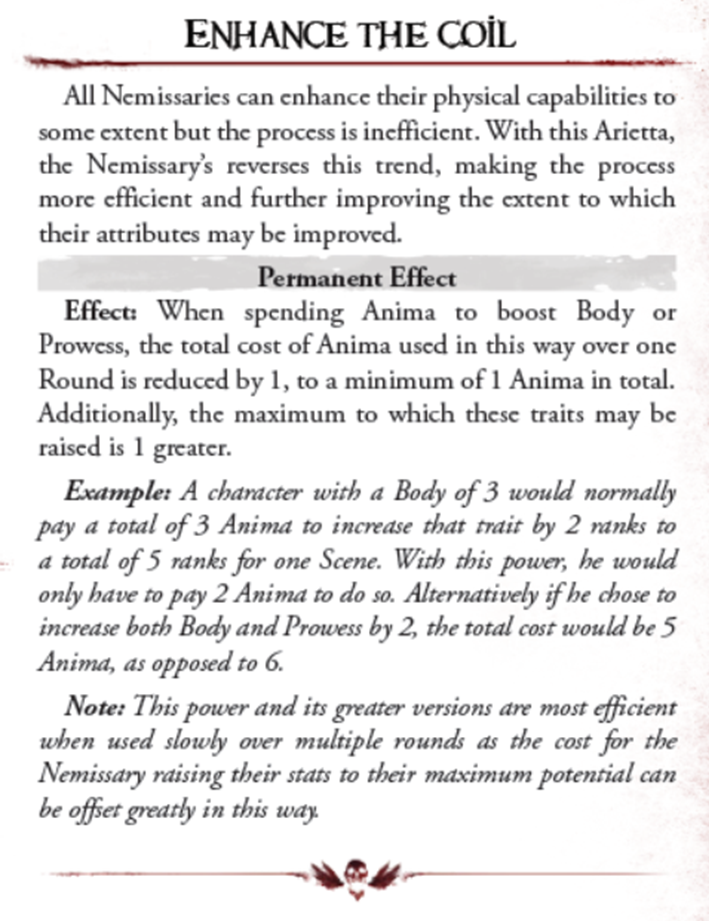 ENHANCE THE COIL
All Nemissaries can enhance their physical capabilities to
some extent but the process is inefficient. With this Arietta,
the Nemissary's reverses this trend, making the process
more efficient and further improving the extent to which
their attributes may be improved.
Permanent Effect
Effect: When spending Anima to boost Body or
Prowess, the total cost of Anima used in this way over one
Round is reduced by 1, to a minimum of 1 Anima in total.
Additionally, the maximum to which these traits may be
raised is 1 greater.
Example: A character with a Body of 3 would normally
pay a total of 3 Anima to increase that trait by 2 ranks to
a total of 5 ranks for one Scene. With this power, he would
only have to pay 2 Anima to do so. Alternatively if he chose to
increase both Body and Prowess by 2, the total cost would be 5
Anima, as opposed to 6.
Note: This power and its greater versions are most efficient
when used slowly over multiple rounds as the cost for the
Nemissary raising their stats to their maximum potential can
be offset greatly in this way.